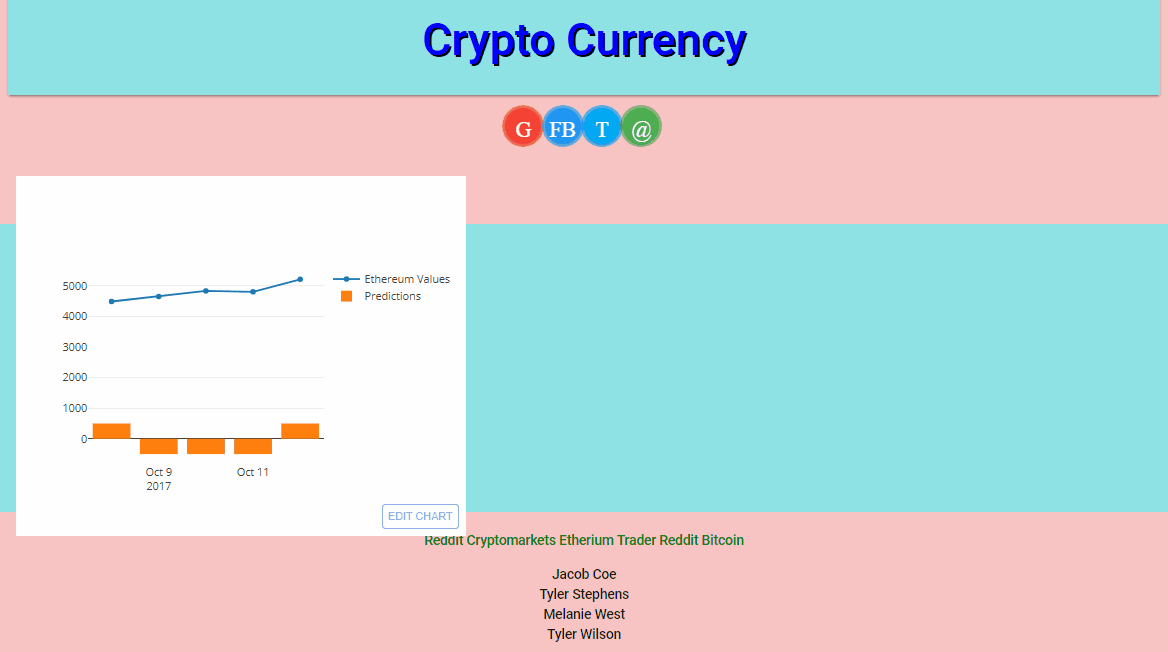 Crypto Currency
G FB T @
Ethereum Values
Predictions
5000
4000
3000
2000
1000
0
Oct 9 Oct 11
2017
EDIT CHART
Reddit Cryptomarkets Etherium Trader Reddit Bitcoin
Jacob Coe
Tyler Stephens
Melanie West
Tyler Wilson